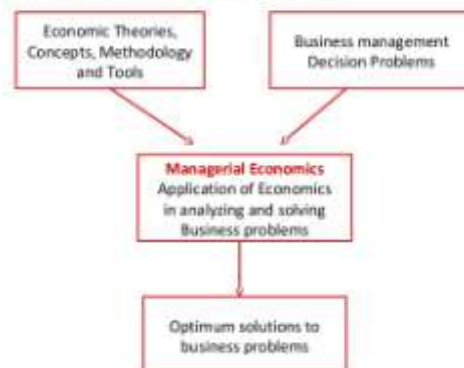 Economic Theories,
Concepts, Methodology
and Tools
Business management
Decision Problems
Managerial Economics
Application of Economics
in analyzing and solving
Business problems
Optimum solutions to
business problems